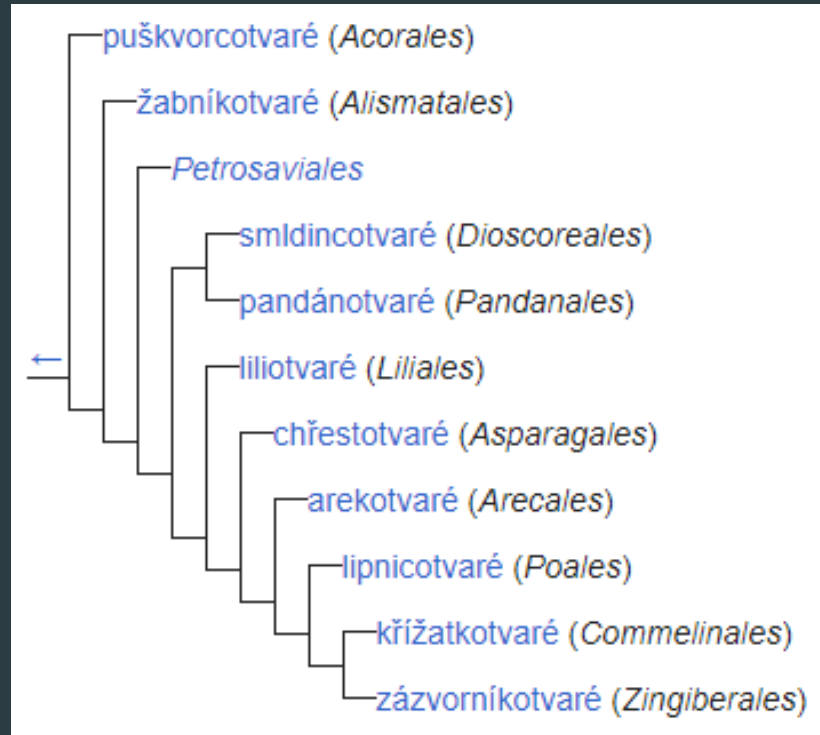 puškvorcotvaré (Acorales)
žabníkotvaré (Alismatales)
Petrosaviales
smldincotvaré (Dioscoreales)
pandánotvaré (Pandanales)
←
liliotvaré (Liliales)
chřestotvaré (Asparagales)
arekotvaré (Arecales)
lipnicotvaré (Poales)
křížatkotvaré (Commelinales)
zázvorníkotvaré (Zingiberales)